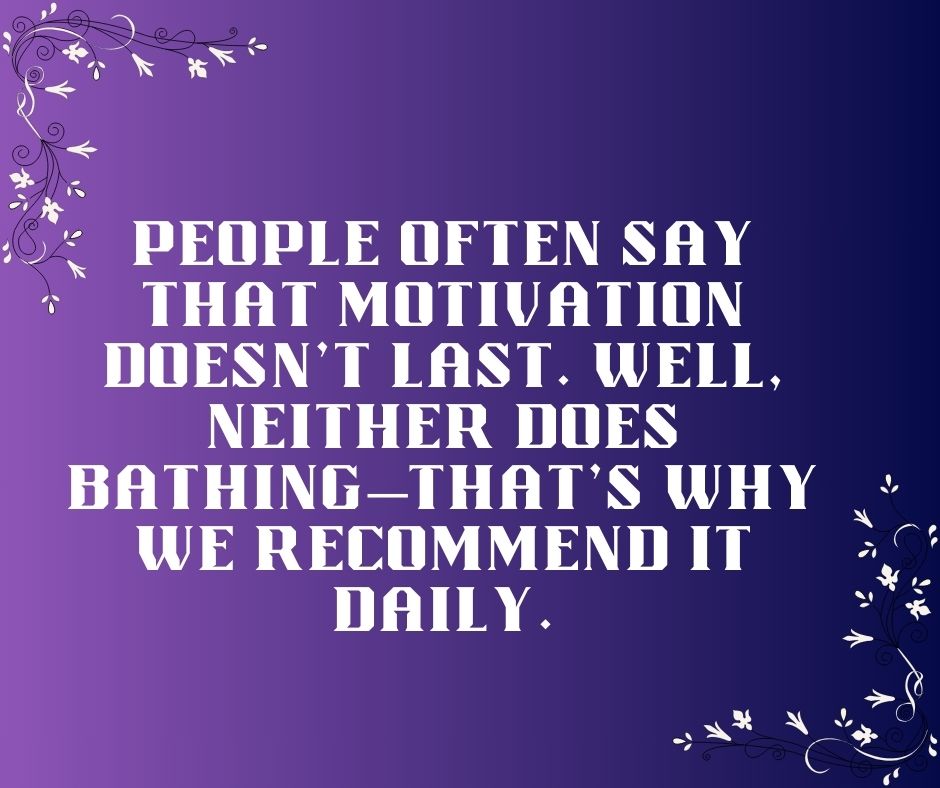 PEOPLE OFTEN SAY
THAT MOTIVATION
DOESN'T LAST. WELL,
NEITHER DOES
BATHING—THAT'S WHY
WE RECOMMEND IT
DAILY.